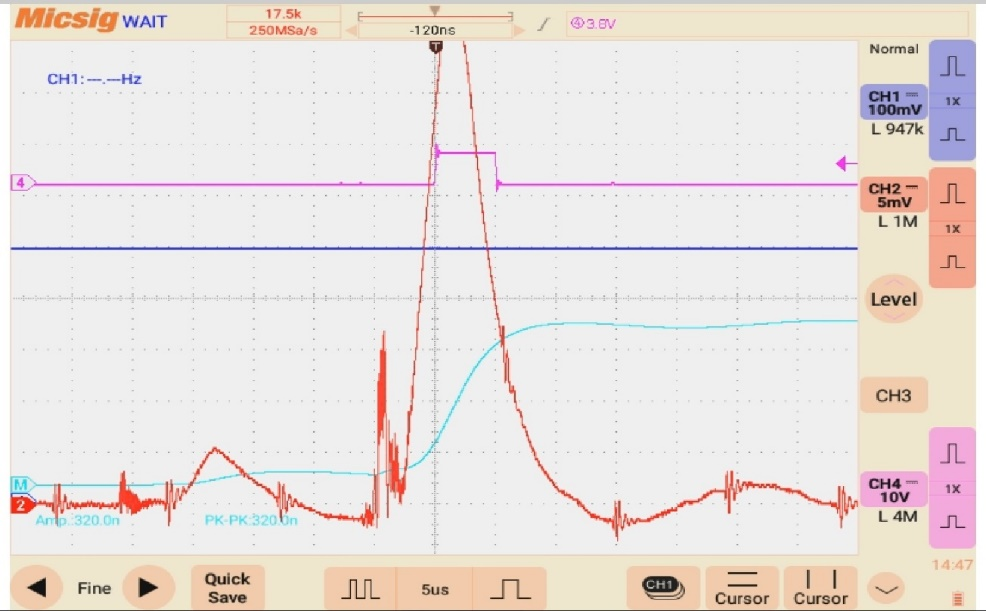 Micsig WAIT
17.5k
250MSa/s
-120ns
T
④3.8V
CH1:---.---Hz
4
M
2
Amp.:320.0n PK-PK:320.0n
Normal
CH1
100mV
1X
L 947k
CH2
5mV
L 1M
1X
Level
CH3
CH4
10V
1X
L 4M
14:47
Fine
Quick
Save
5us
CH1
Cursor
Cursor